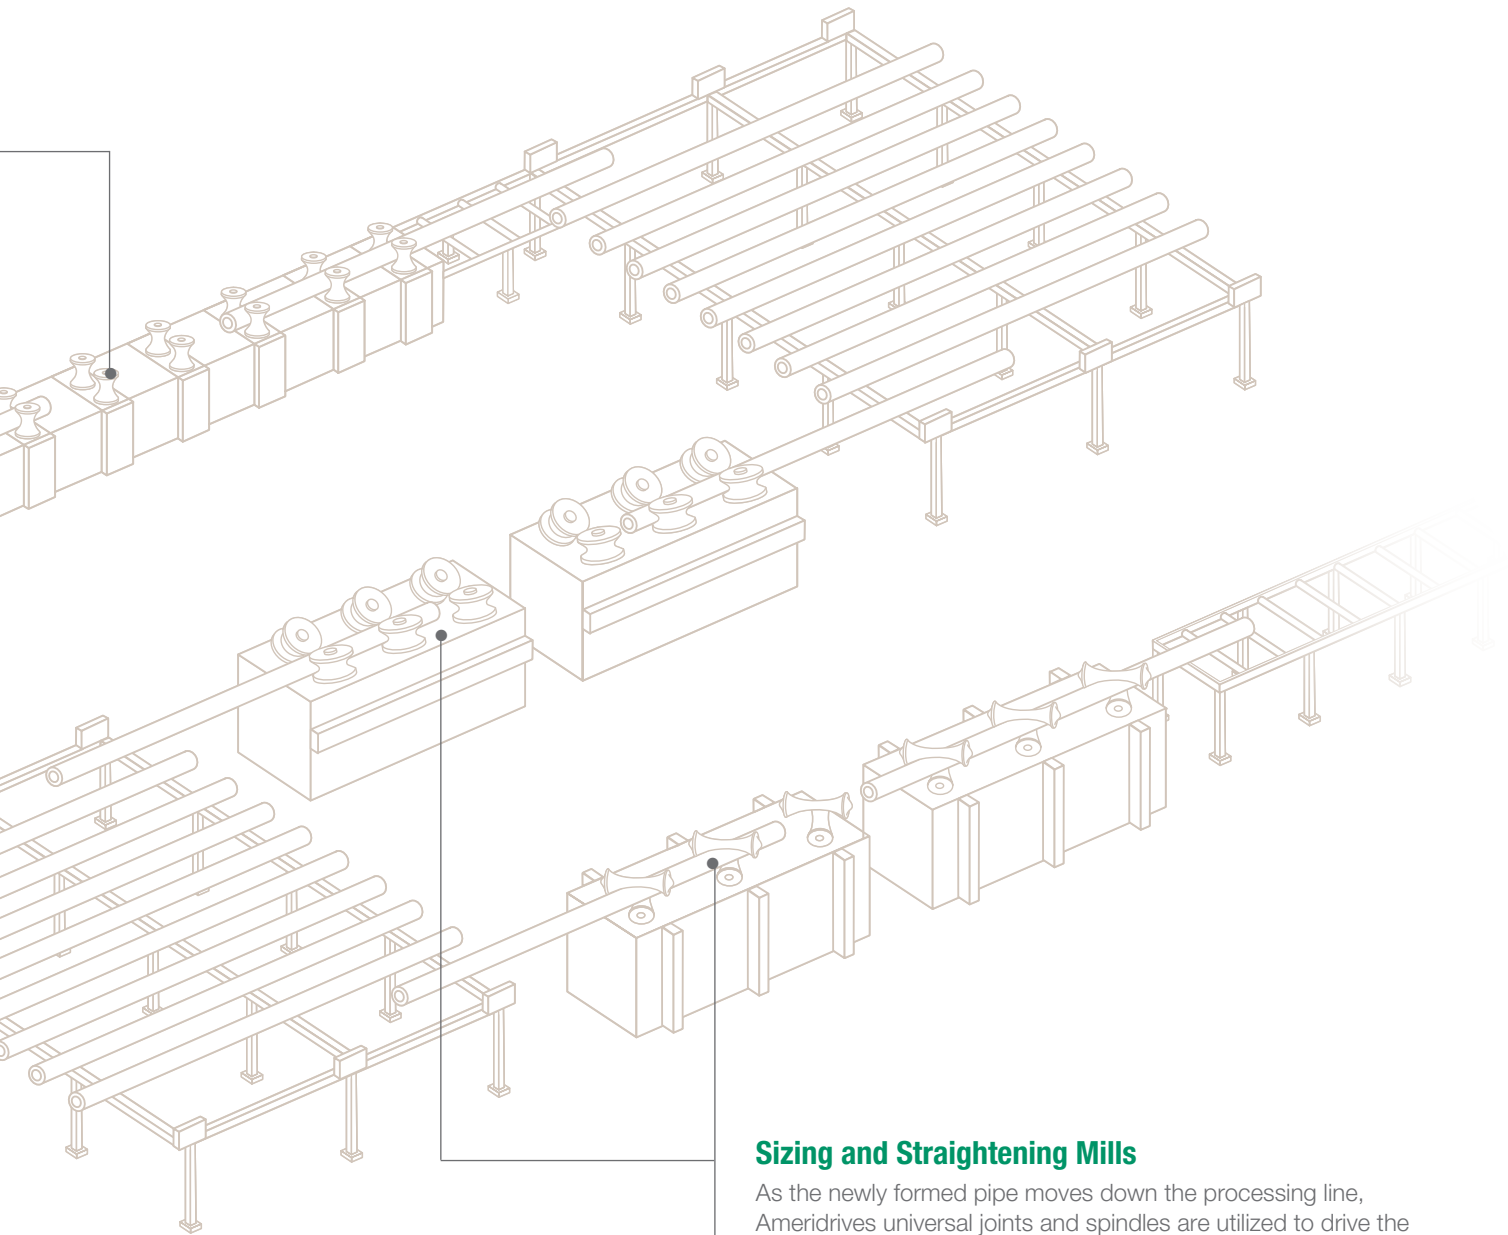 Sizing and Straightening Mills
As the newly formed pipe moves down the processing line,
Ameridrives universal joints and spindles are utilized to drive the